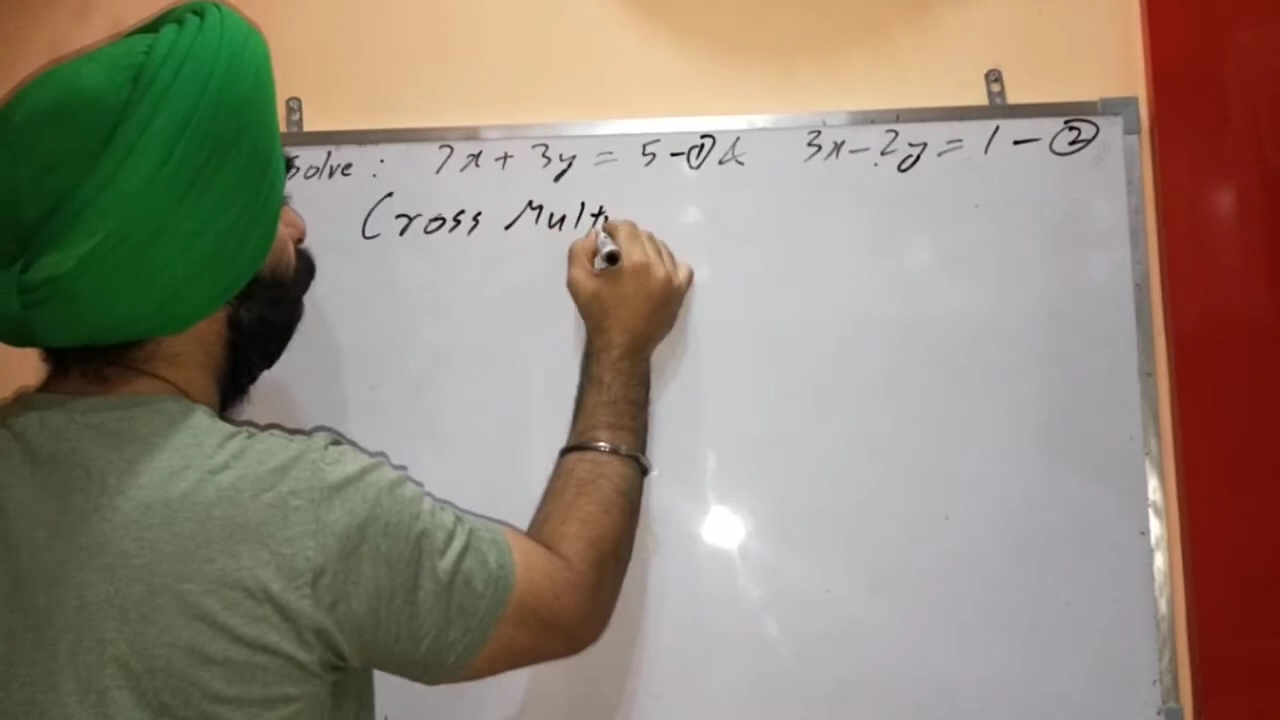 Solve : 7x + 3y = 5 - ① & 3x - 2y = 1 - ②
Cross Mult